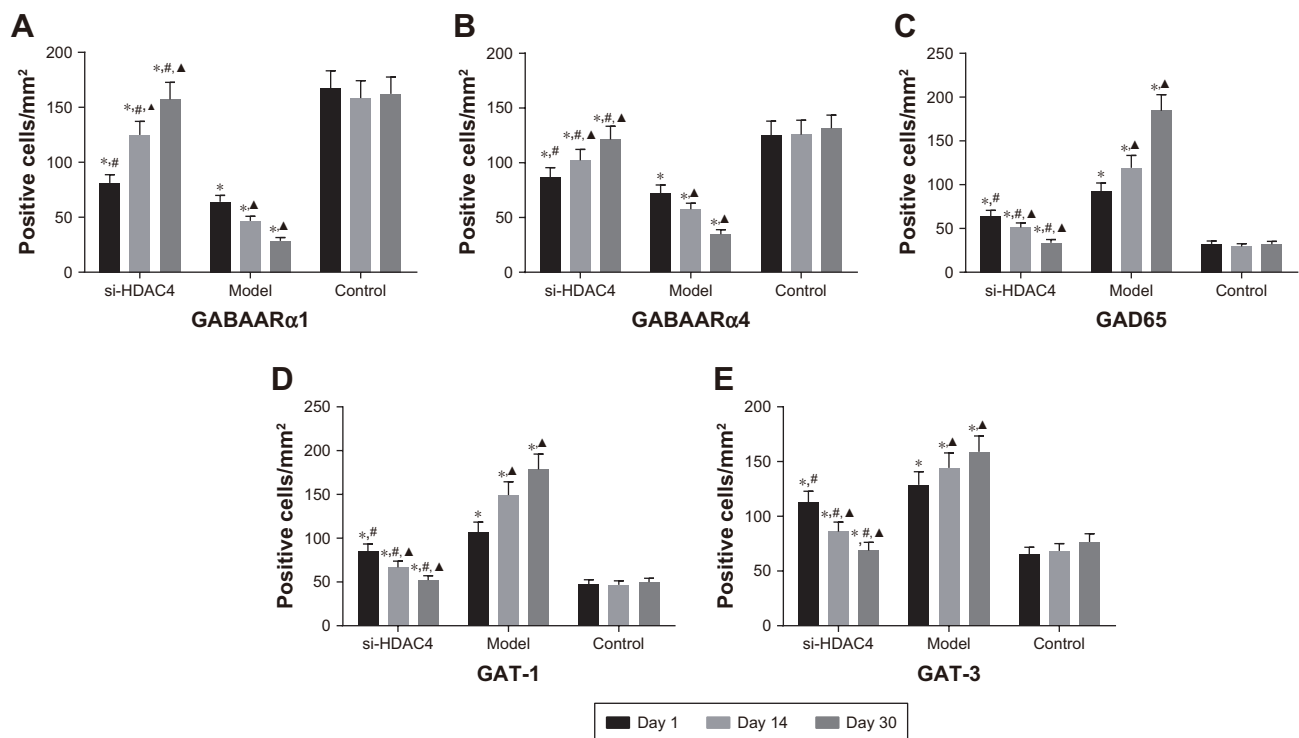 A
Positive cells/mm²
200
150
100
50
0
*,#
*,#,▲
*,#,▲
*
*,▲
*,▲
si-HDAC4 Model Control
GABAARα1
B
Positive cells/mm²
200
150
100
50
0
*,#
*,#,▲
*,#,▲
*
*,▲
*,▲
si-HDAC4 Model Control
GABAARα4
C
Positive cells/mm²
250
200
150
100
50
0
*,#
*,#,▲
*,#,▲
*
*,▲
*,▲
si-HDAC4 Model Control
GAD65
D
Positive cells/mm²
250
200
150
100
50
0
*,#
*,#,▲
*,#,▲
*
*,▲
*,▲
si-HDAC4 Model Control
GAT-1
E
Positive cells/mm²
200
150
100
50
0
*,#
*,#,▲
*
,#,▲
*
*,▲
*,▲
si-HDAC4 Model Control
GAT-3
Day 1 Day 14 Day 30